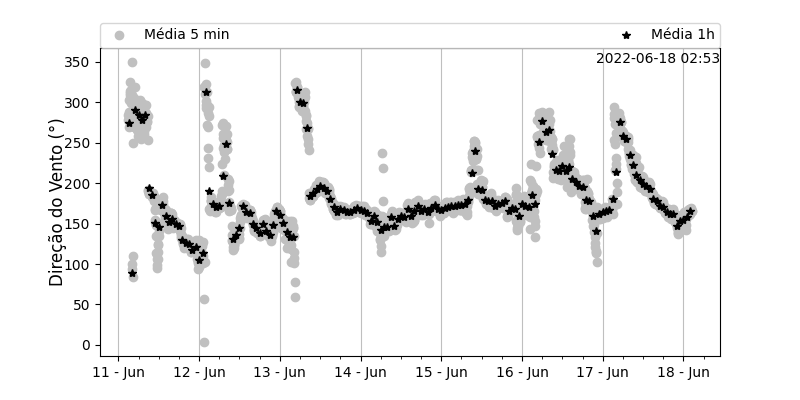 Média 5 min
Média 1h
2022-06-18 02:53
Direção do Vento (°)
350
300
250
200
150
100
50
0
11 - Jun
12 - Jun
13 - Jun
14 - Jun
15 - Jun
16 - Jun
17 - Jun
18 - Jun